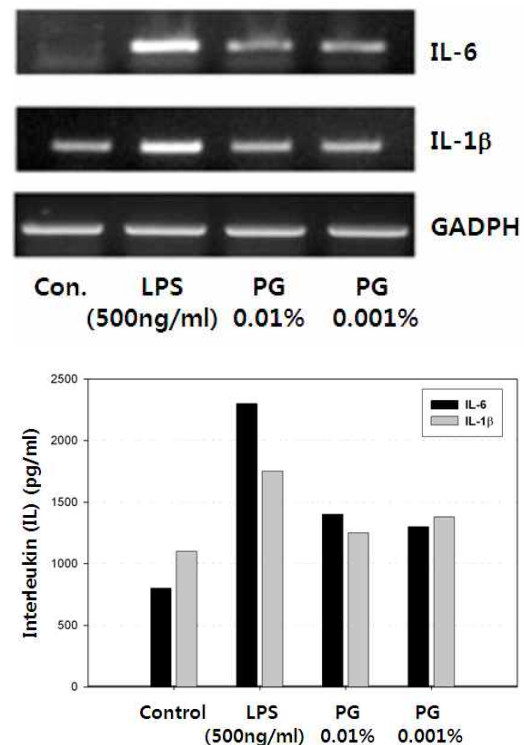 IL-6
IL-1β
GADPH
Con. LPS PG PG
(500ng/ml) 0.01% 0.001%
2500
IL-6
IL-1β
2000
1500
1000
500
0
Interleukin (IL) (pg/ml)
Control LPS PG PG
(500ng/ml) 0.01% 0.001%